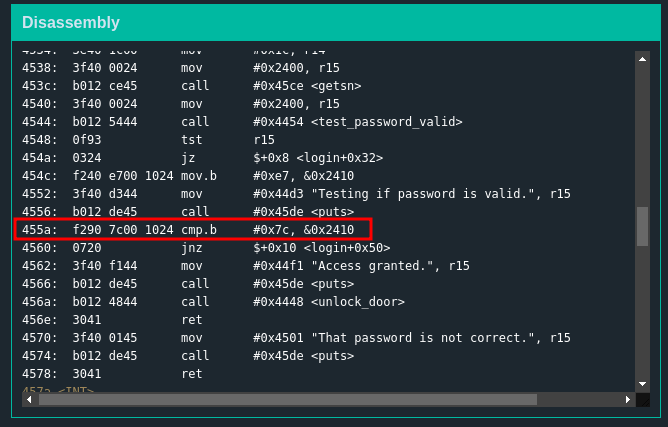 Disassembly
4534: 3e40 1c00 mov #0x1c, r14
4538: 3f40 0024 mov #0x2400, r15
453c: b012 ce45 call #0x45ce <getsn>
4540: 3f40 0024 mov #0x2400, r15
4544: b012 5444 call #0x4454 <test_password_valid>
4548: 0f93 tst r15
454a: 0324 jz $+0x8 <login+0x32>
454c: f240 e700 1024 mov.b #0xe7, &0x2410
4552: 3f40 d344 mov #0x44d3 "Testing if password is valid.", r15
4556: b012 de45 call #0x45de <puts>
455a: f290 7c00 1024 cmp.b #0x7c, &0x2410
4560: 0720 jnz $+0x10 <login+0x50>
4562: 3f40 f144 mov #0x44f1 "Access granted.", r15
4566: b012 de45 call #0x45de <puts>
456a: b012 4844 call #0x4448 <unlock_door>
456e: 3041 ret
4570: 3f40 0145 mov #0x4501 "That password is not correct.", r15
4574: b012 de45 call #0x45de <puts>
4578: 3041 ret
457a <INT>